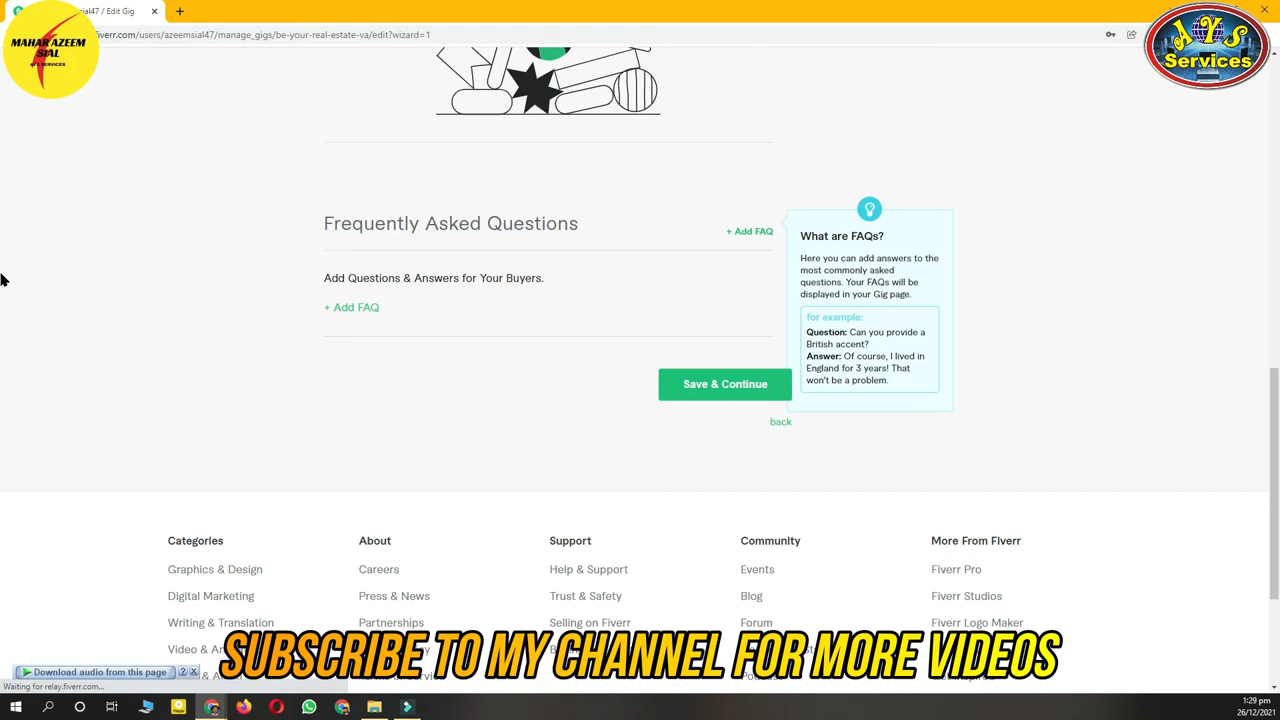 sial47 / Edit Gig
MAHAR AZEEM
SIAL
AYS SERVICES
fiverr.com/users/azeemsial47/manage_gigs/be-your-real-estate-va/edit?wizard=1
AYS
Services
Frequently Asked Questions
+ Add FAQ
Add Questions & Answers for Your Buyers.
+ Add FAQ
What are FAQs?
Here you can add answers to the
most commonly asked
questions. Your FAQs will be
displayed in your Gig page.
for example:
Question: Can you provide a
British accent?
Answer: Of course, I lived in
England for 3 years! That
won't be a problem.
Save & Continue
back
Categories
About
Support
Community
More From Fiverr
Graphics & Design
Careers
Help & Support
Events
Fiverr Pro
Digital Marketing
Press & News
Trust & Safety
Blog
Fiverr Studios
Writing & Translation
Partnerships
Selling on Fiverr
Forum
Fiverr Logo Maker
Video & A
SUBSCRIBE TO MY CHANNEL FOR MORE VIDEOS
Download audio from this page
Waiting for relay.fiverr.com...
1:29 pm
26/12/2021